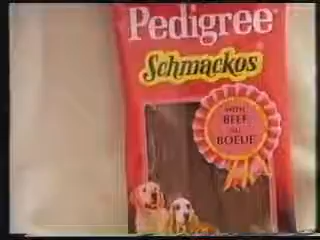 Pedigree®
Schmackos
WITH
BEEF
AU
BOEUF